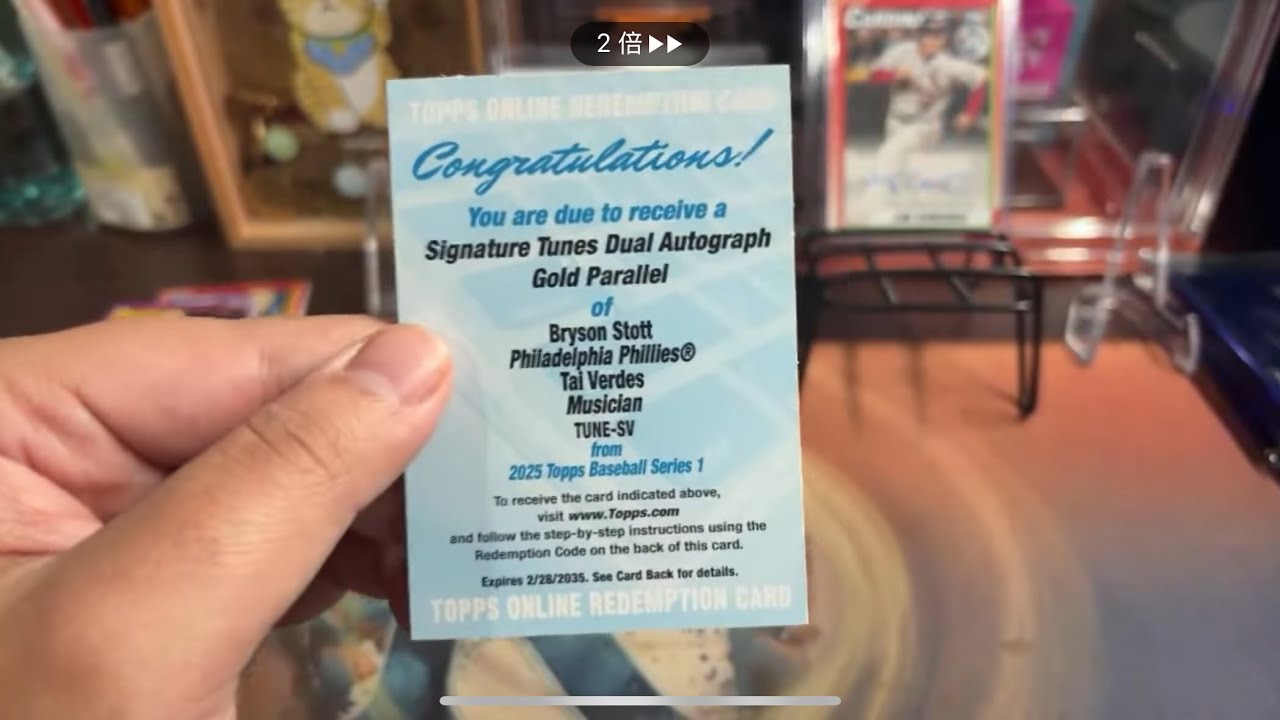 2 倍
TOPPS ONLINE REDEMPTION CARD
Congratulations!
You are due to receive a
Signature Tunes Dual Autograph
Gold Parallel
of
Bryson Stott
Philadelphia Phillies®
Tai Verdes
Musician
TUNE-SV
from
2025 Topps Baseball Series 1
To receive the card indicated above,
visit www.Topps.com
and follow the step-by-step instructions using the
Redemption Code on the back of this card.
Expires 2/28/2035. See Card Back for details.
TOPPS ONLINE REDEMPTION CARD